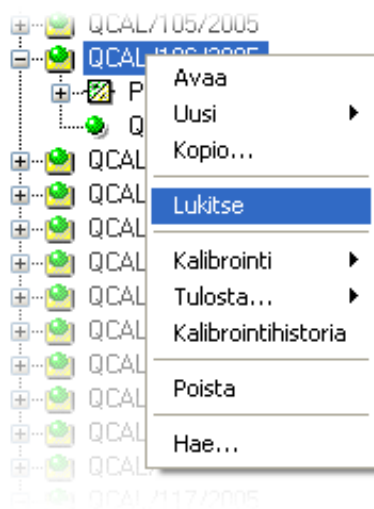 QCAL/105/2005
QCAL/106/2005
P
Q
QCAL
QCAL
QCAL
QCAL
QCAL
QCAL
QCAL
QCAL
QCAL
QCAL/
QCAL/117/2005
Avaa
Uusi
Kopio...
Lukitse
Kalibrointi
Tulosta...
Kalibrointihistoria
Poista
Hae...